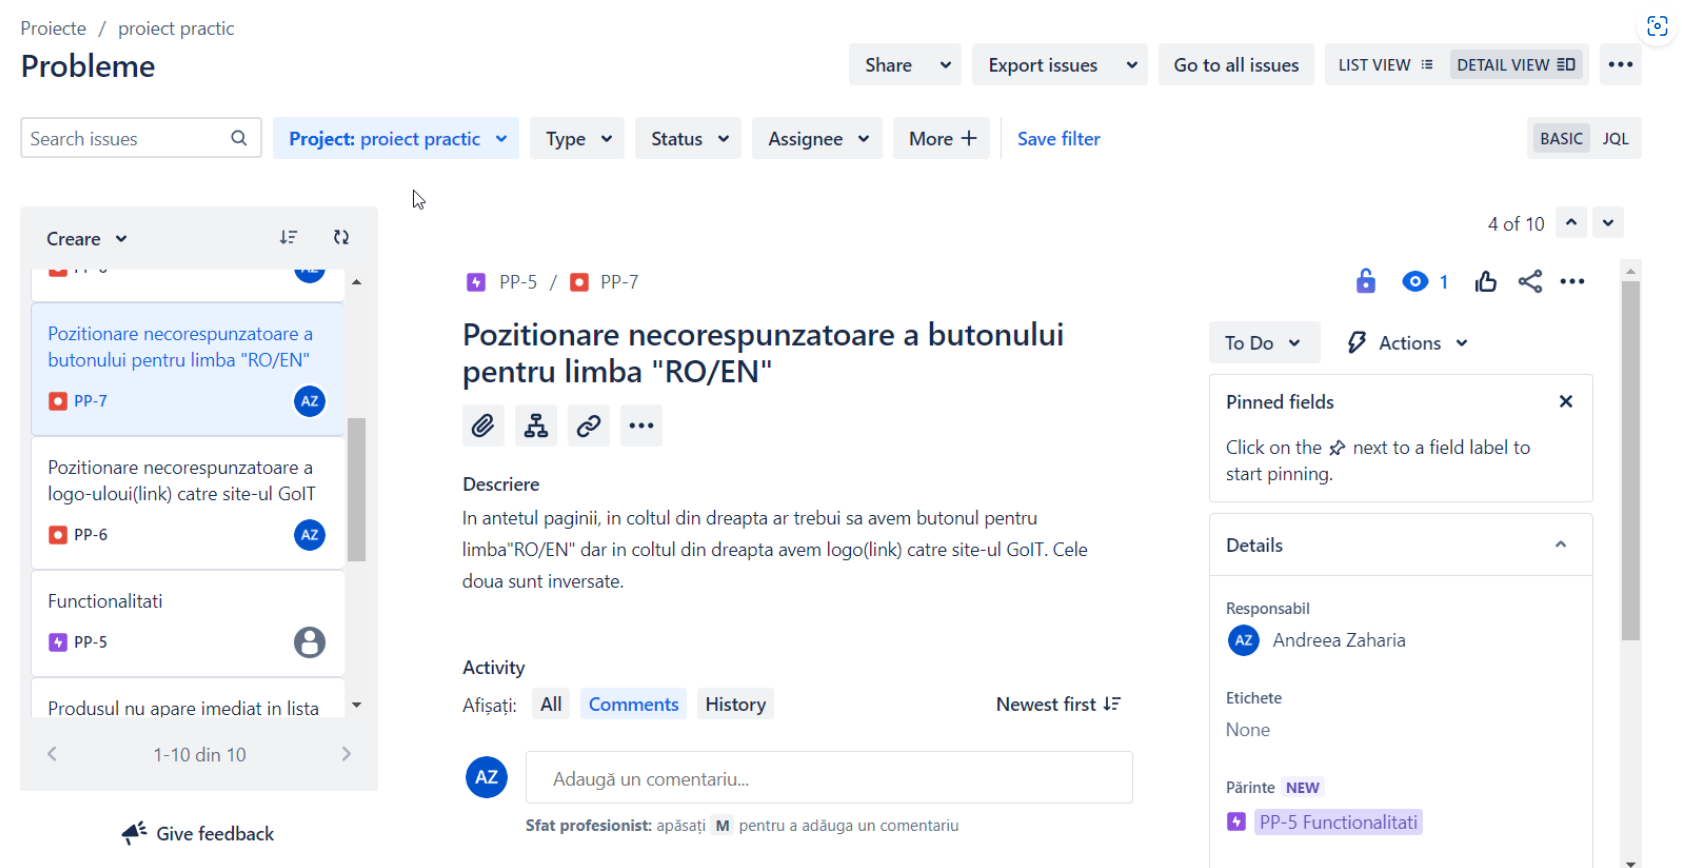 Proiecte / proiect practic
Probleme
Share
Export issues
Go to all issues
LIST VIEW
DETAIL VIEW
Search issues
Project: proiect practic
Type
Status
Assignee
More +
Save filter
BASIC
JQL
Creare
4 of 10
Pozitionare necorespunzatoare a
butonului pentru limba "RO/EN"
PP-7
AZ
Pozitionare necorespunzatoare a
logo-uloui(link) catre site-ul GoIT
PP-6
AZ
Functionalitati
PP-5
Produsul nu apare imediat in lista
1-10 din 10
Give feedback
PP-5 / PP-7
Pozitionare necorespunzatoare a butonului
pentru limba "RO/EN"
Descriere
In antetul paginii, in coltul din dreapta ar trebui sa avem butonul pentru
limba"RO/EN" dar in coltul din dreapta avem logo(link) catre site-ul GoIT. Cele
doua sunt inversate.
Activity
Afișați:
All
Comments
History
Newest first
AZ
Adaugă un comentariu...
Sfat profesionist: apăsați M pentru a adăuga un comentariu
1
To Do
Actions
Pinned fields
Click on the next to a field label to
start pinning.
Details
Responsabil
AZ
Andreea Zaharia
Etichete
None
Părinte NEW
PP-5 Functionalitati